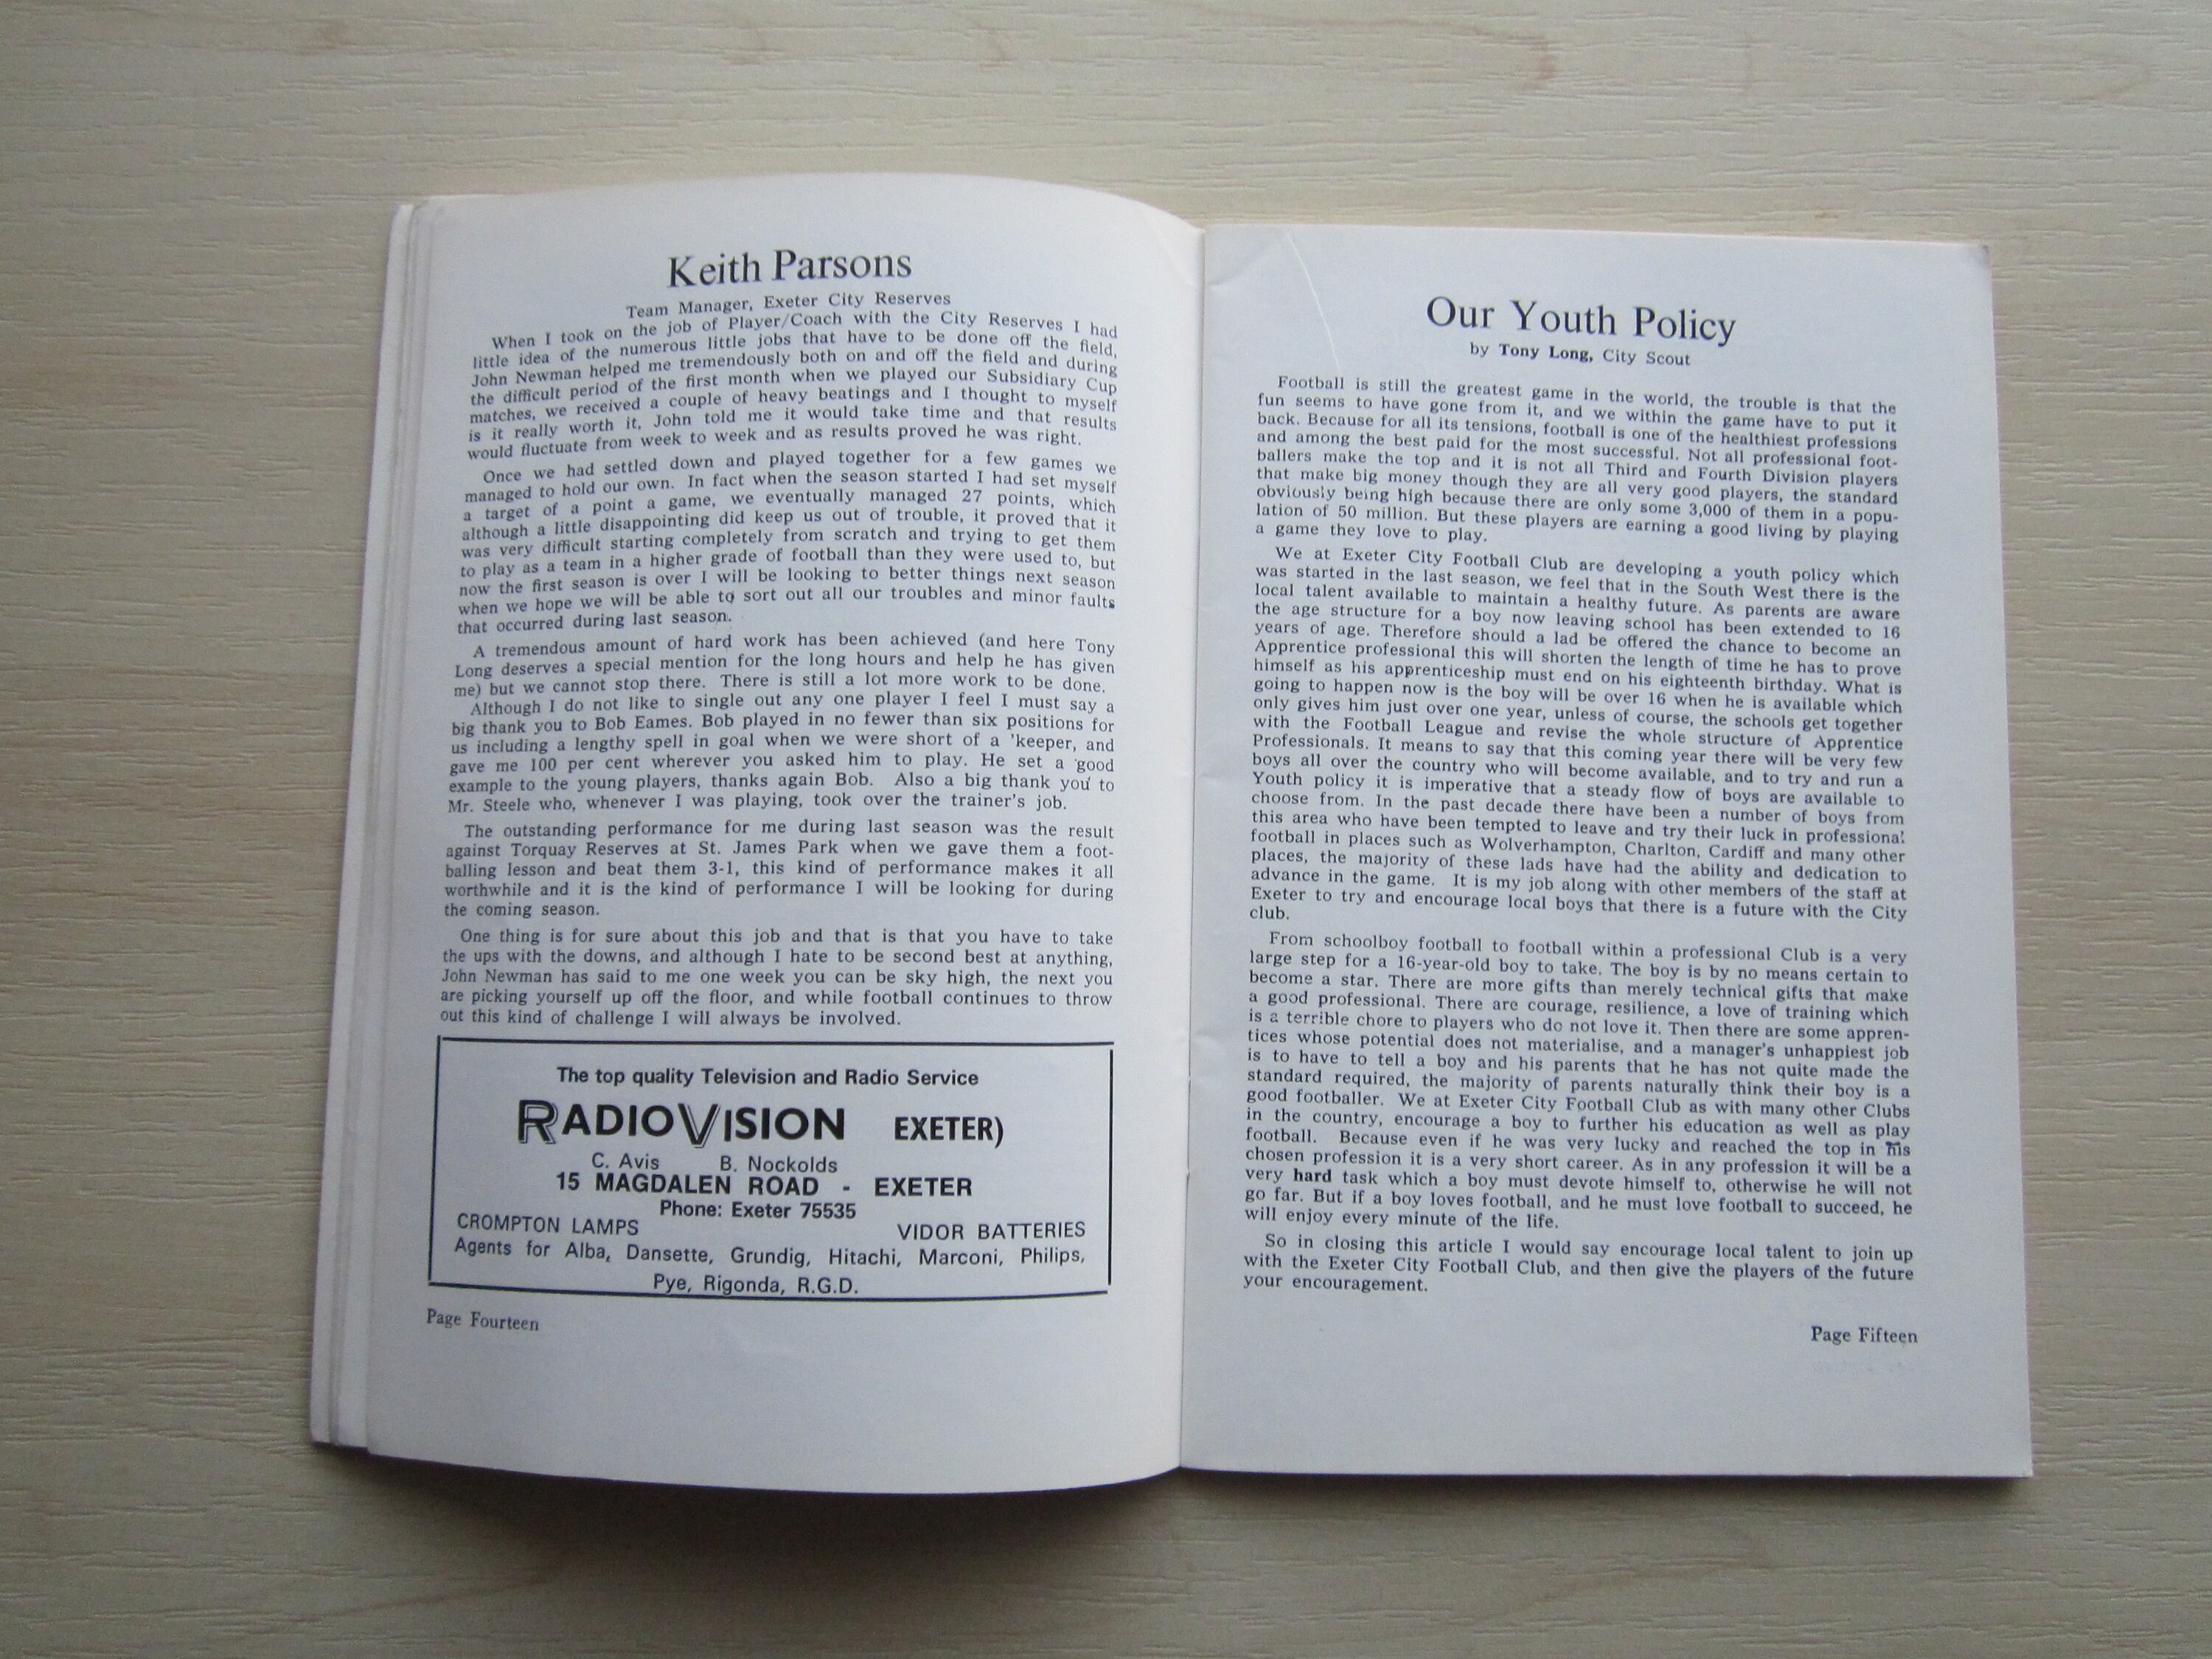 Keith Parsons
Team Manager, Exeter City Reserves
When I took on the job of Player/Coach with the City Reserves I had
little idea of the numerous little jobs that have to be done off the field,
John Newman helped me tremendously both on and off the field and during
the difficult period of the first month when we played our Subsidiary Cup
matches, we received a couple of heavy beatings and I thought to myself
is it really worth it, John told me it would take time and that results
would fluctuate from week to week and as results proved he was right.
Once we had settled down and played together for a few games we
managed to hold our own. In fact when the season started I had set myself
a target of a point a game, we eventually managed 27 points, which
although a little disappointing did keep us out of trouble, it proved that it
was very difficult starting completely from scratch and trying to get them
to play as a team in a higher grade of football than they were used to, but
now the first season is over I will be looking to better things next season
when we hope we will be able to sort out all our troubles and minor faults
that occurred during last season.
A tremendous amount of hard work has been achieved (and here Tony
Long deserves a special mention for the long hours and help he has given
me) but we cannot stop there. There is still a lot more work to be done.
Although I do not like to single out any one player I feel I must say a
big thank you to Bob Eames. Bob played in no fewer than six positions for
us including a lengthy spell in goal when we were short of a 'keeper, and
gave me 100 per cent wherever you asked him to play. He set a good
example to the young players, thanks again Bob. Also a big thank you to
Mr. Steele who, whenever I was playing, took over the trainer's job.
The outstanding performance for me during last season was the result
against Torquay Reserves at St. James Park when we gave them a foot-
balling lesson and beat them 3-1, this kind of performance makes it all
worthwhile and it is the kind of performance I will be looking for during
the coming season.
One thing is for sure about this job and that is that you have to take
the ups with the downs, and although I hate to be second best at anything,
John Newman has said to me one week you can be sky high, the next you
are picking yourself up off the floor, and while football continues to throw
out this kind of challenge I will always be involved.
The top quality Television and Radio Service
RADIOVISION EXETER)
C. Avis B. Nockolds
15 MAGDALEN ROAD - EXETER
Phone: Exeter 75535
CROMPTON LAMPS VIDOR BATTERIES
Agents for Alba, Dansette, Grundig, Hitachi, Marconi, Philips,
Pye, Rigonda, R.G.D.
Page Fourteen
Our Youth Policy
by Tony Long, City Scout
Football is still the greatest game in the world, the trouble is that the
fun seems to have gone from it, and we within the game have to put it
back. Because for all its tensions, football is one of the healthiest professions
and among the best paid for the most successful. Not all professional foot-
ballers make the top and it is not all Third and Fourth Division players
that make big money though they are all very good players, the standard
obviously being high because there are only some 3,000 of them in a popu-
lation of 50 million. But these players are earning a good living by playing
a game they love to play.
We at Exeter City Football Club are developing a youth policy which
was started in the last season, we feel that in the South West there is the
local talent available to maintain a healthy future. As parents are aware
the age structure for a boy now leaving school has been extended to 16
years of age. Therefore should a lad be offered the chance to become an
Apprentice professional this will shorten the length of time he has to prove
himself as his apprenticeship must end on his eighteenth birthday. What is
going to happen now is the boy will be over 16 when he is available which
only gives him just over one year, unless of course, the schools get together
with the Football League and revise the whole structure of Apprentice
Professionals. It means to say that this coming year there will be very few
boys all over the country who will become available, and to try and run a
Youth policy it is imperative that a steady flow of boys are available to
choose from. In the past decade there have been a number of boys from
this area who have been tempted to leave and try their luck in professional
football in places such as Wolverhampton, Charlton, Cardiff and many other
places, the majority of these lads have had the ability and dedication to
advance in the game. It is my job along with other members of the staff at
Exeter to try and encourage local boys that there is a future with the City
club.
From schoolboy football to football within a professional Club is a very
large step for a 16-year-old boy to take. The boy is by no means certain to
become a star. There are more gifts than merely technical gifts that make
a good professional. There are courage, resilience, a love of training which
is a terrible chore to players who do not love it. Then there are some appren-
tices whose potential does not materialise, and a manager's unhappiest job
is to have to tell a boy and his parents that he has not quite made the
standard required, the majority of parents naturally think their boy is a
good footballer. We at Exeter City Football Club as with many other Clubs
in the country, encourage a boy to further his education as well as play
football. Because even if he was very lucky and reached the top in his
chosen profession it is a very short career. As in any profession it will be a
very hard task which a boy must devote himself to, otherwise he will not
go far. But if a boy loves football, and he must love football to succeed, he
will enjoy every minute of the life.
So in closing this article I would say encourage local talent to join up
with the Exeter City Football Club, and then give the players of the future
your encouragement.
Page Fifteen